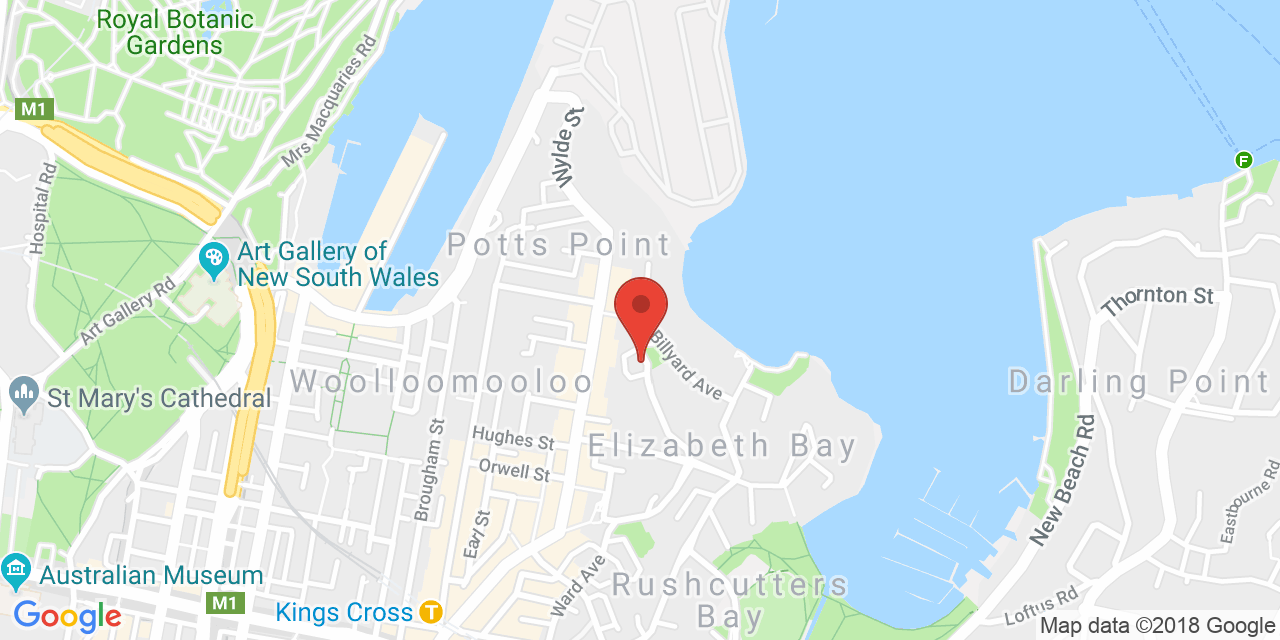 Royal Botanic
Gardens
M1
Mrs Macquaries Rd
Wylde St
F
Hospital Rd
Potts Point
Art Gallery of
New South Wales
Art Gallery Rd
Thornton St
Billyard Ave
Woolloomooloo
Darling Point
St Mary's Cathedral
Hughes St
Elizabeth Bay
Orwell St
Brougham St
New Beach Rd
Eastbourne Rd
Earl St
Australian Museum
Ward Ave
Rushcutters
Bay
M1
Kings Cross
T
Loftus Rd
Google
Map data ©2018 Google